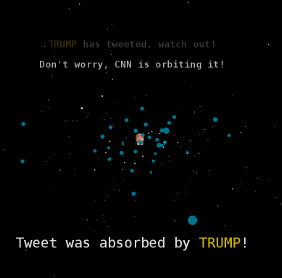 TRUMP has tweeted. watch out!
Don't worry, CNN is orbiting it!
Tweet was absorbed by TRUMP!